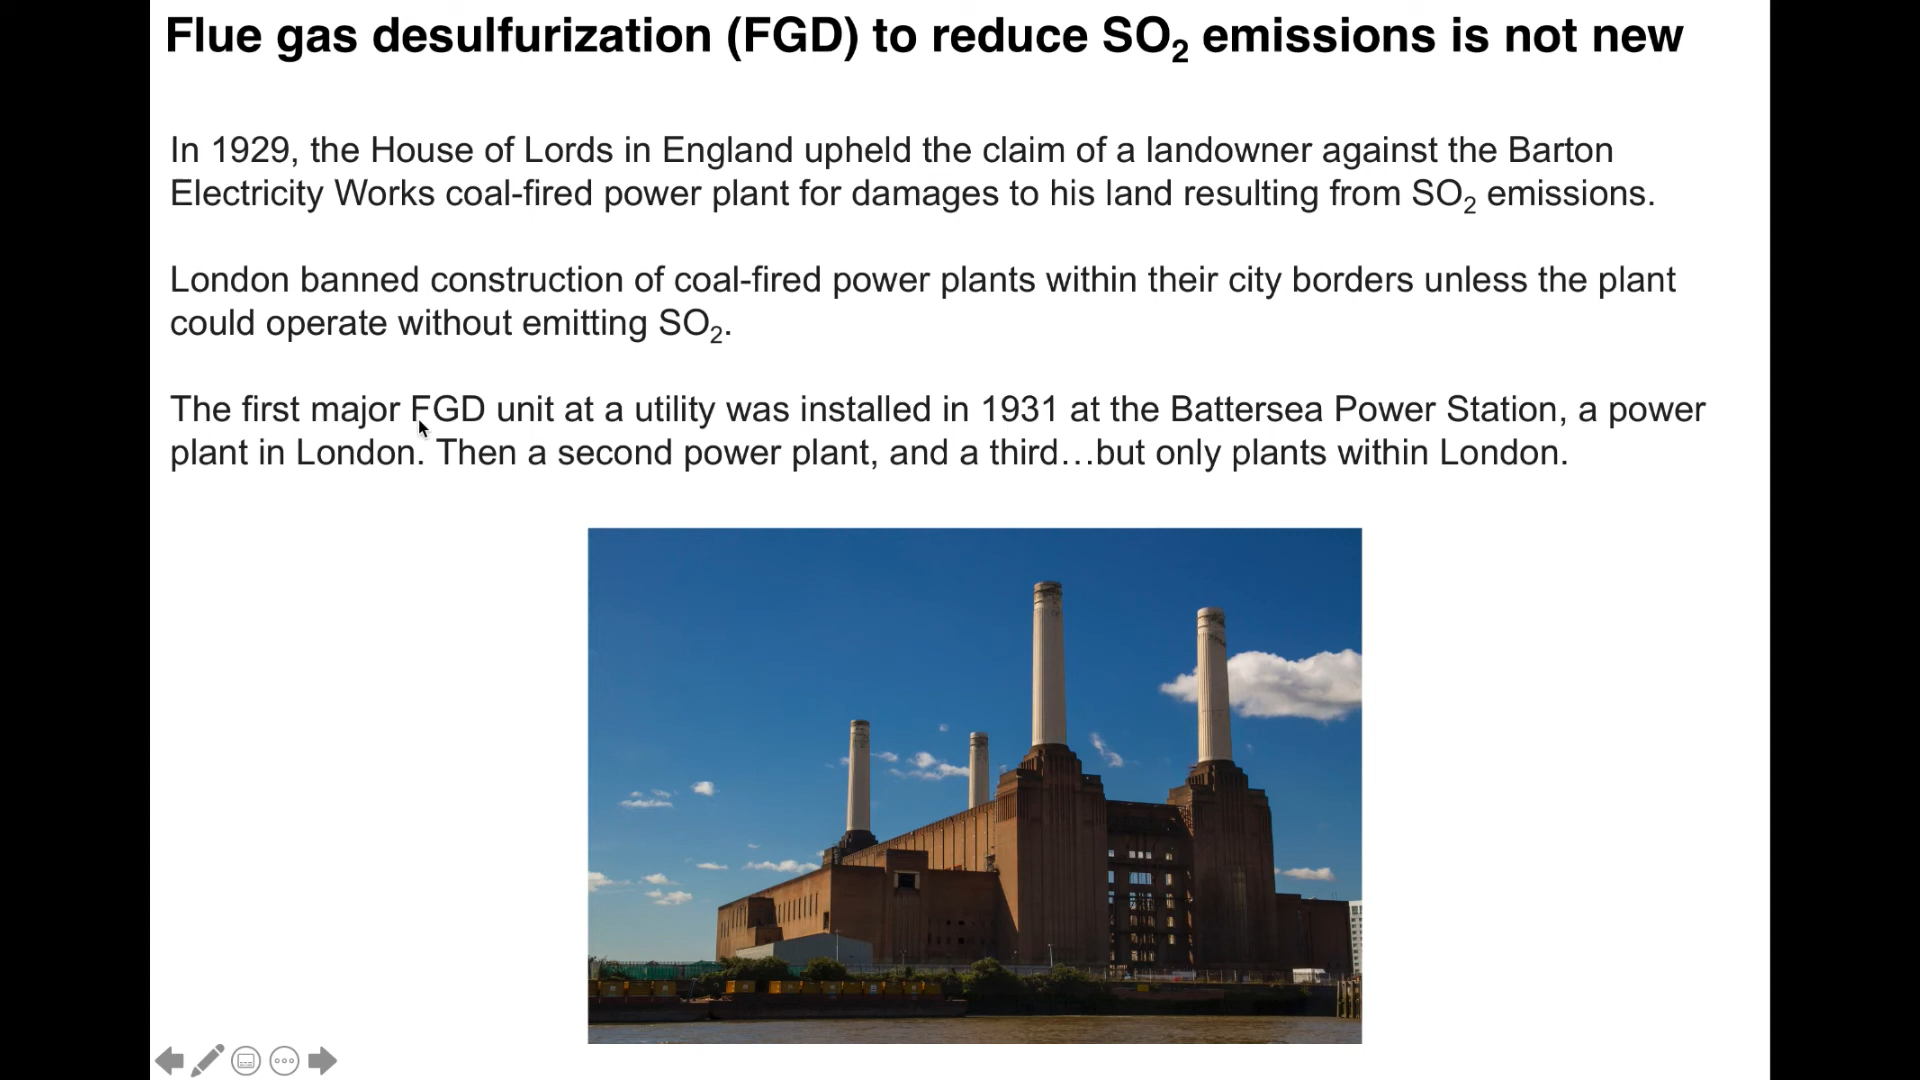 Flue gas desulfurization (FGD) to reduce SO₂ emissions is not new
In 1929, the House of Lords in England upheld the claim of a landowner against the Barton
Electricity Works coal-fired power plant for damages to his land resulting from SO₂ emissions.
London banned construction of coal-fired power plants within their city borders unless the plant
could operate without emitting SO₂.
The first major FGD unit at a utility was installed in 1931 at the Battersea Power Station, a power
plant in London. Then a second power plant, and a third…but only plants within London.